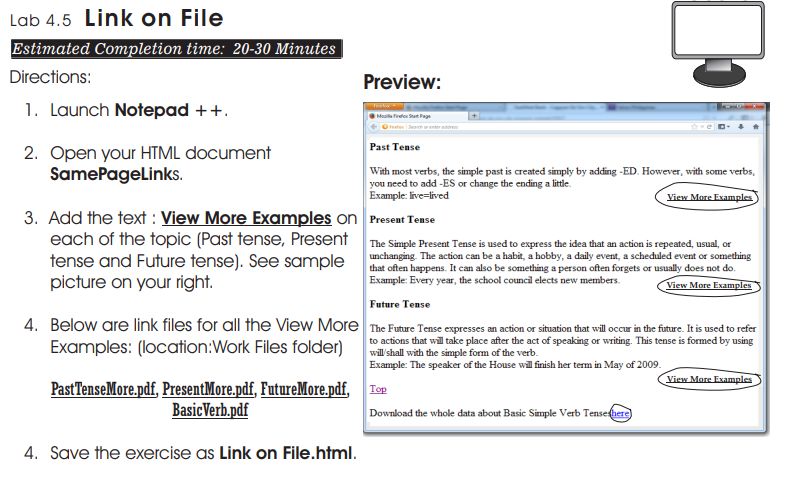 Lab 4.5 Link on File
Estimated Completion time: 20-30 Minutes
Directions:
1. Launch Notepad ++.
2. Open your HTML document
SamePageLinks.
3. Add the text : View More Examples on
each of the topic (Past tense, Present
tense and Future tense). See sample
picture on your right.
4. Below are link files for all the View More
Examples: (location:Work Files folder)
PastTenseMore.pdf, PresentMore.pdf, FutureMore.pdf,
BasicVerb.pdf
4. Save the exercise as Link on File.html.
Preview:
Firefox
Mozilla Firefox Start Page
Firefox Search or enter address
Past Tense
With most verbs, the simple past is created simply by adding -ED. However, with some verbs,
you need to add -ES or change the ending a little.
Example: live=lived
View More Examples
Present Tense
The Simple Present Tense is used to express the idea that an action is repeated, usual, or
unchanging. The action can be a habit, a hobby, a daily event, a scheduled event or something
that often happens. It can also be something a person often forgets or usually does not do.
Example: Every year, the school council elects new members.
View More Examples
Future Tense
The Future Tense expresses an action or situation that will occur in the future. It is used to refer
to actions that will take place after the act of speaking or writing. This tense is formed by using
will/shall with the simple form of the verb.
Example: The speaker of the House will finish her term in May of 2009.
View More Examples
Top
Download the whole data about Basic Simple Verb Tenses here